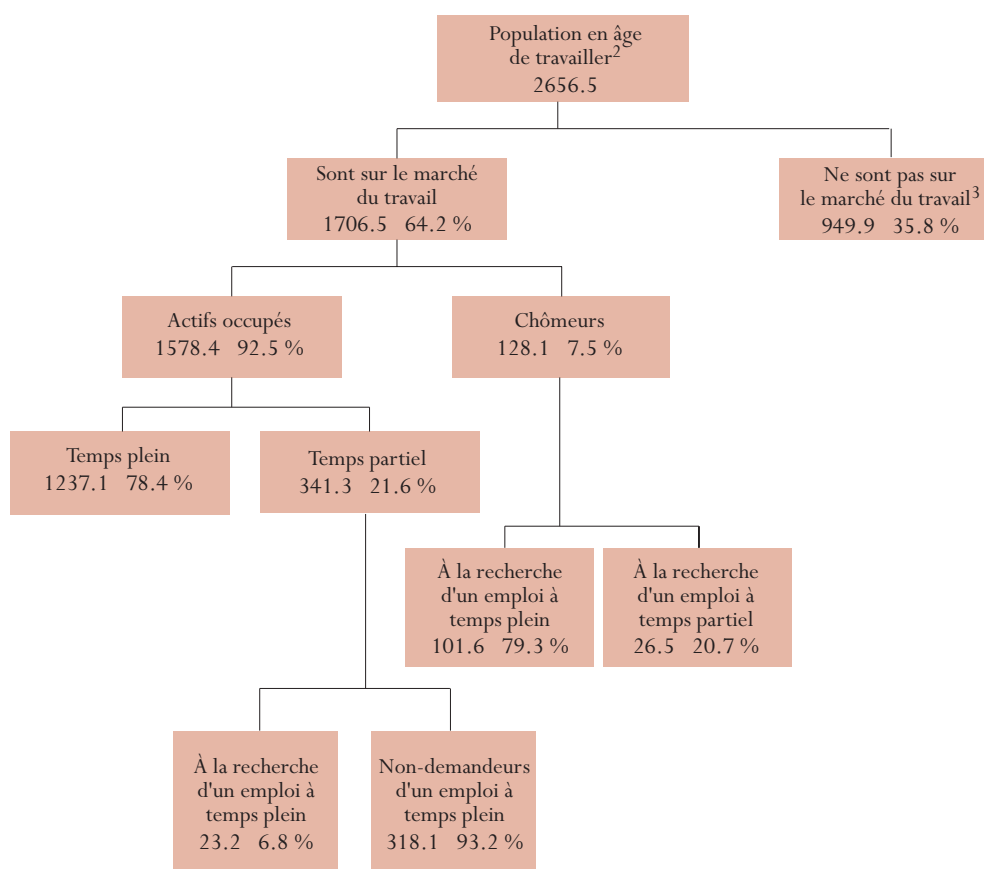 Population en âge
de travailler2
2656.5
Sont sur le marché
du travail
1706.5 64.2 %
Ne sont pas sur
le marché du travail3
949.9 35.8 %
Actifs occupés
1578.4 92.5 %
Chômeurs
128.1 7.5 %
Temps plein
1237.1 78.4 %
Temps partiel
341.3 21.6 %
À la recherche
d'un emploi à
temps plein
101.6 79.3 %
À la recherche
d'un emploi à
temps partiel
26.5 20.7 %
À la recherche
d'un emploi à
temps plein
23.2 6.8 %
Non-demandeurs
d'un emploi à
temps plein
318.1 93.2 %